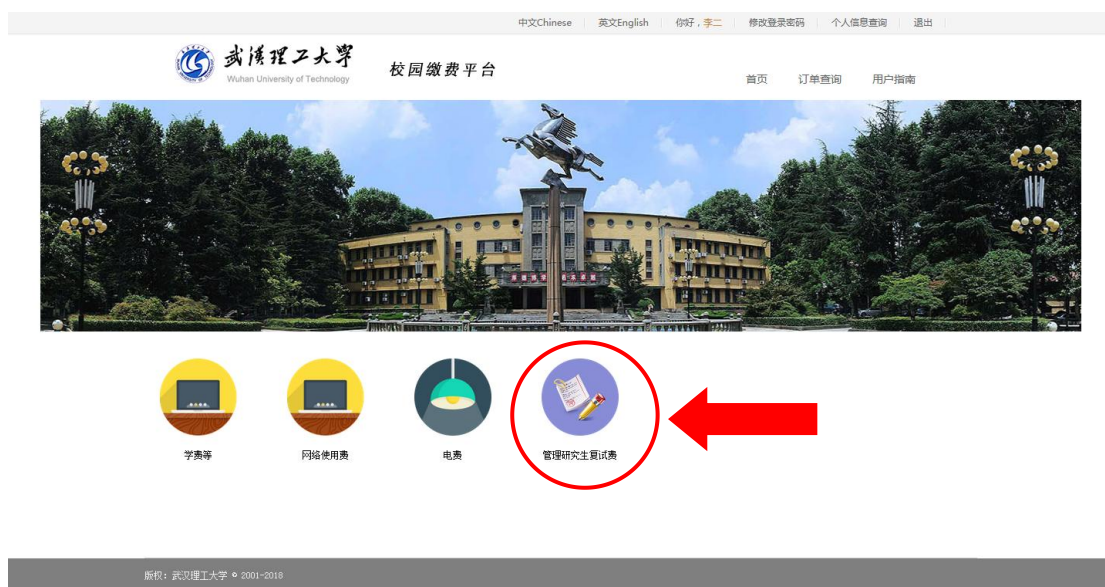 中文Chinese 英文English 你好，李二 修改登录密码 个人信息查询 退出
武汉理工大学
Wuhan University of Technology
校园缴费平台
首页 订单查询 用户指南
学费等 网络使用费 电费 管理研究生复试费
版权：武汉理工大学 © 2001-2018